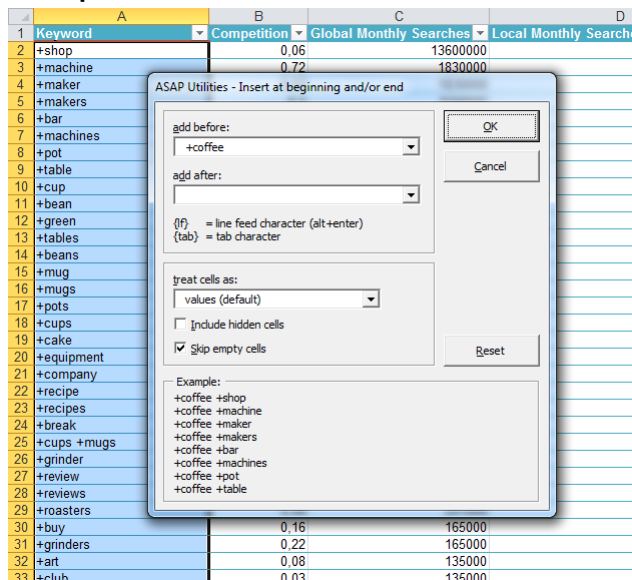 A B C D
1 Keyword Competition Global Monthly Searches Local Monthly Searche
2 +shop 0,06 13600000
3 +machine 0,72 1830000
4 +maker
5 +makers
6 +bar
7 +machines
8 +pot
9 +table
10 +cup
11 +bean
12 +green
13 +tables
14 +beans
15 +mug
16 +mugs
17 +pots
18 +cups
19 +cake
20 +equipment
21 +company
22 +recipe
23 +recipes
24 +break
25 +cups +mugs
26 +grinder
27 +review
28 +reviews
29 +roasters
30 +buy 0,16 165000
31 +grinders 0,22 165000
32 +art 0,08 135000
33 +club 0,03 135000
ASAP Utilities - Insert at beginning and/or end
add before:
+coffee
OK
add after:
Cancel
{lf} = line feed character (alt+enter)
{tab} = tab character
treat cells as:
values (default)
Include hidden cells
Skip empty cells
Reset
Example:
+coffee +shop
+coffee +machine
+coffee +maker
+coffee +makers
+coffee +bar
+coffee +machines
+coffee +pot
+coffee +table